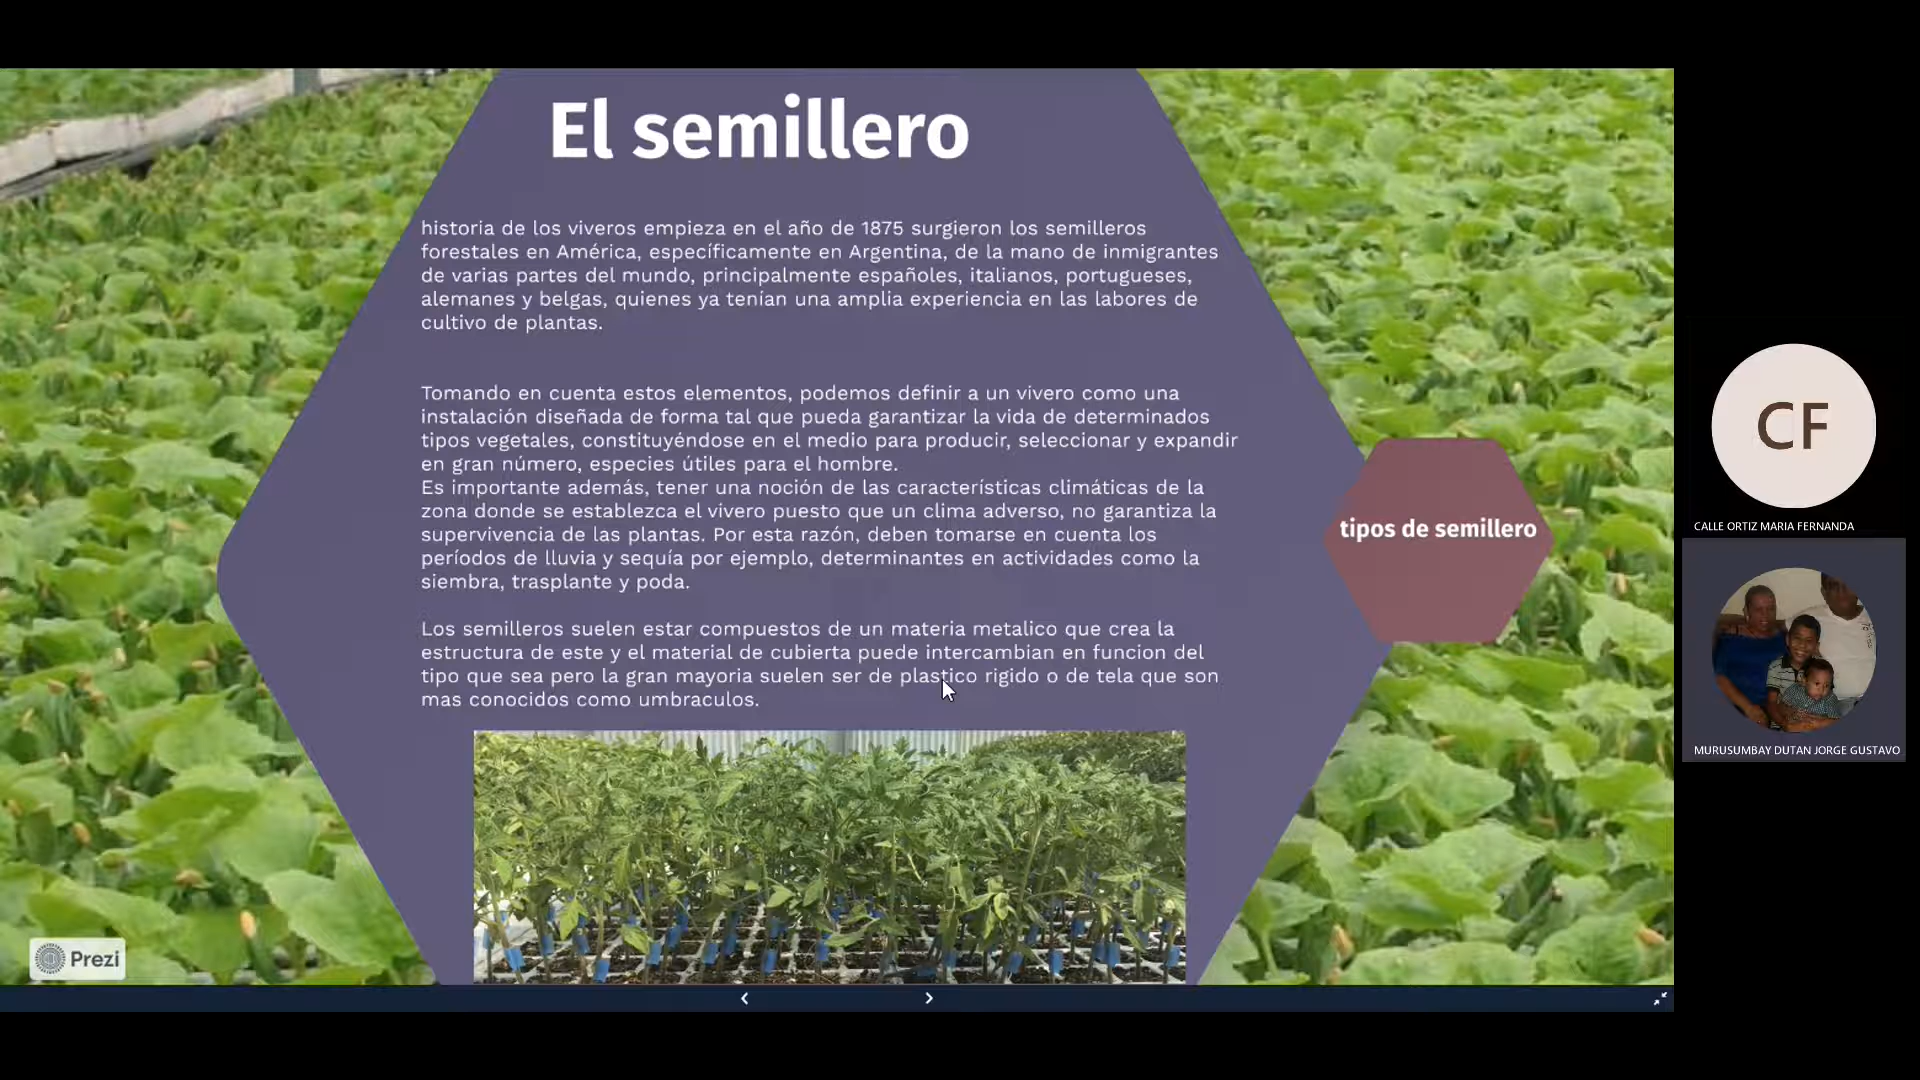 El semillero
historia de los viveros empieza en el año de 1875 surgieron los semilleros
forestales en América, específicamente en Argentina, de la mano de inmigrantes
de varias partes del mundo, principalmente españoles, italianos, portugueses,
alemanes y belgas, quienes ya tenían una amplia experiencia en las labores de
cultivo de plantas.
Tomando en cuenta estos elementos, podemos definir a un vivero como una
instalación diseñada de forma tal que pueda garantizar la vida de determinados
tipos vegetales, constituyéndose en el medio para producir, seleccionar y expandir
en gran número, especies útiles para el hombre.
Es importante además, tener una noción de las características climáticas de la
zona donde se establezca el vivero puesto que un clima adverso, no garantiza la
supervivencia de las plantas. Por esta razón, deben tomarse en cuenta los
períodos de lluvia y sequía por ejemplo, determinantes en actividades como la
siembra, trasplante y poda.
Los semilleros suelen estar compuestos de un materia metalico que crea la
estructura de este y el material de cubierta puede intercambian en funcion del
tipo que sea pero la gran mayoria suelen ser de plastico rigido o de tela que son
mas conocidos como umbraculos.
tipos de semillero
Prezi
CF
CALLE ORTIZ MARIA FERNANDA
MURUSUMBAY DUTAN JORGE GUSTAVO